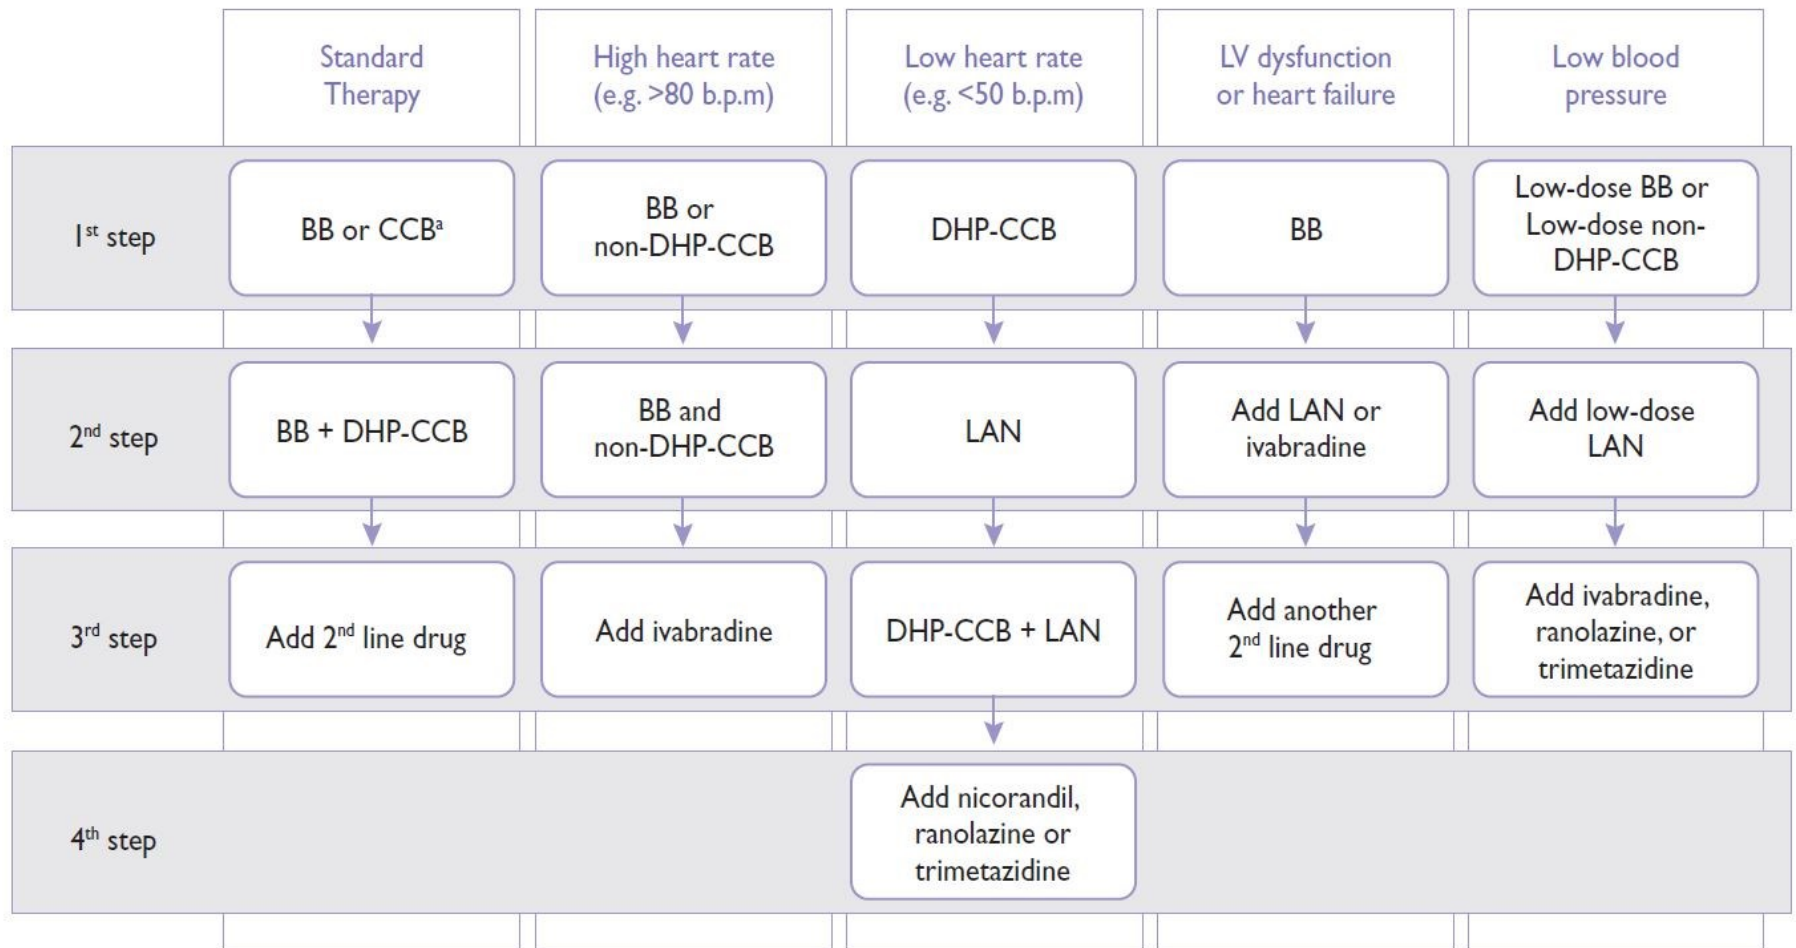 Standard
Therapy
High heart rate
(e.g. >80 b.p.m)
Low heart rate
(e.g. <50 b.p.m)
LV dysfunction
or heart failure
Low blood
pressure
1st step
BB or CCBa
BB or
non-DHP-CCB
DHP-CCB
BB
Low-dose BB or
Low-dose non-
DHP-CCB
2nd step
BB + DHP-CCB
BB and
non-DHP-CCB
LAN
Add LAN or
ivabradine
Add low-dose
LAN
3rd step
Add 2nd line drug
Add ivabradine
DHP-CCB + LAN
Add another
2nd line drug
Add ivabradine,
ranolazine, or
trimetazidine
4th step
Add nicorandil,
ranolazine or
trimetazidine